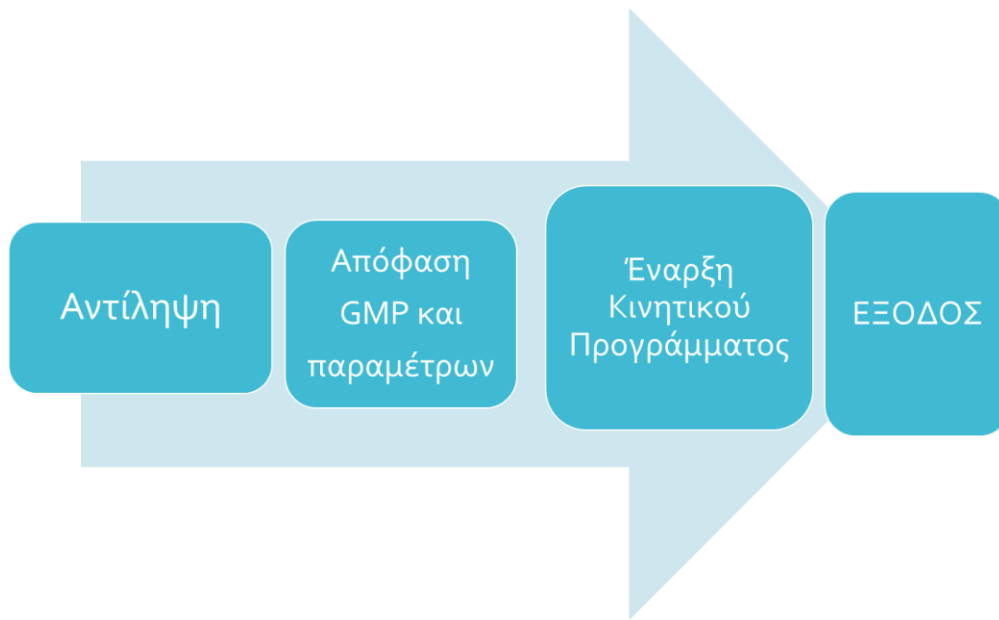 Αντίληψη
Απόφαση
GMP και
παραμέτρων
Έναρξη
Κινητικού
Προγράμματος
ΕΞΟΔΟΣ